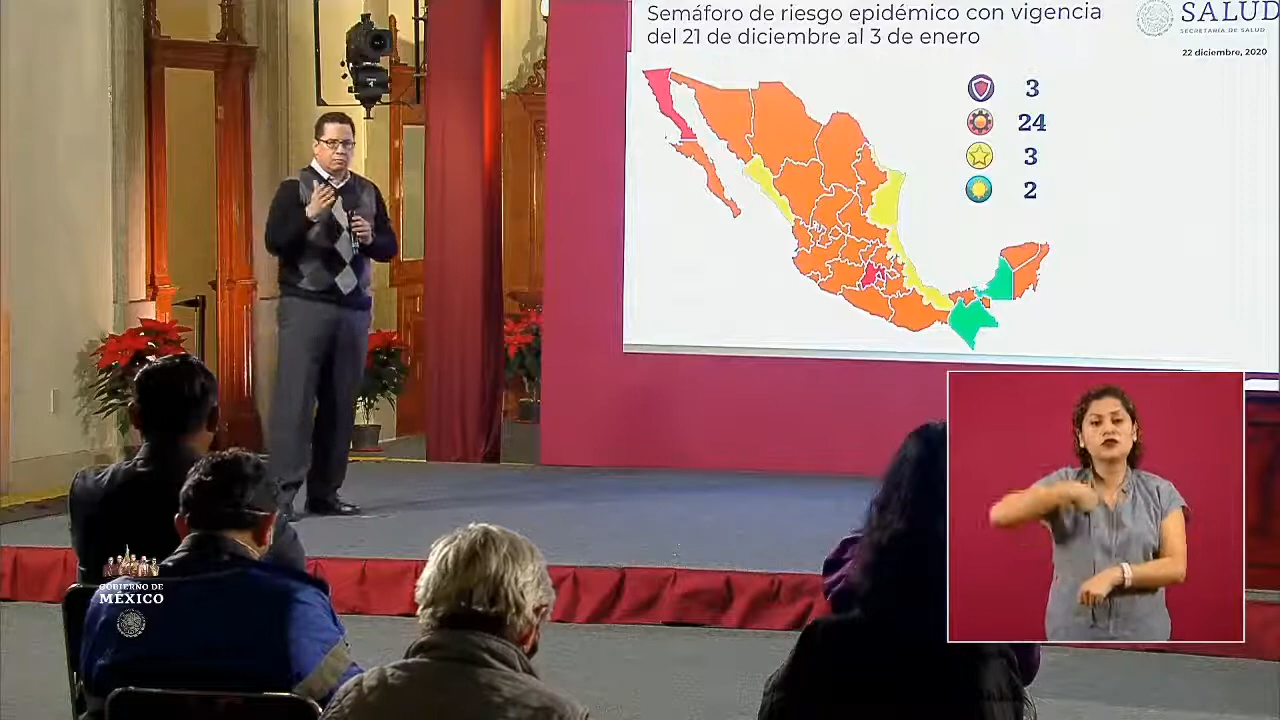 Semáforo de riesgo epidémico con vigencia
del 21 de diciembre al 3 de enero
SALUD
SECRETARÍA DE SALUD
22 diciembre, 2020
3
24
3
2
GOBIERNO DE
MÉXICO